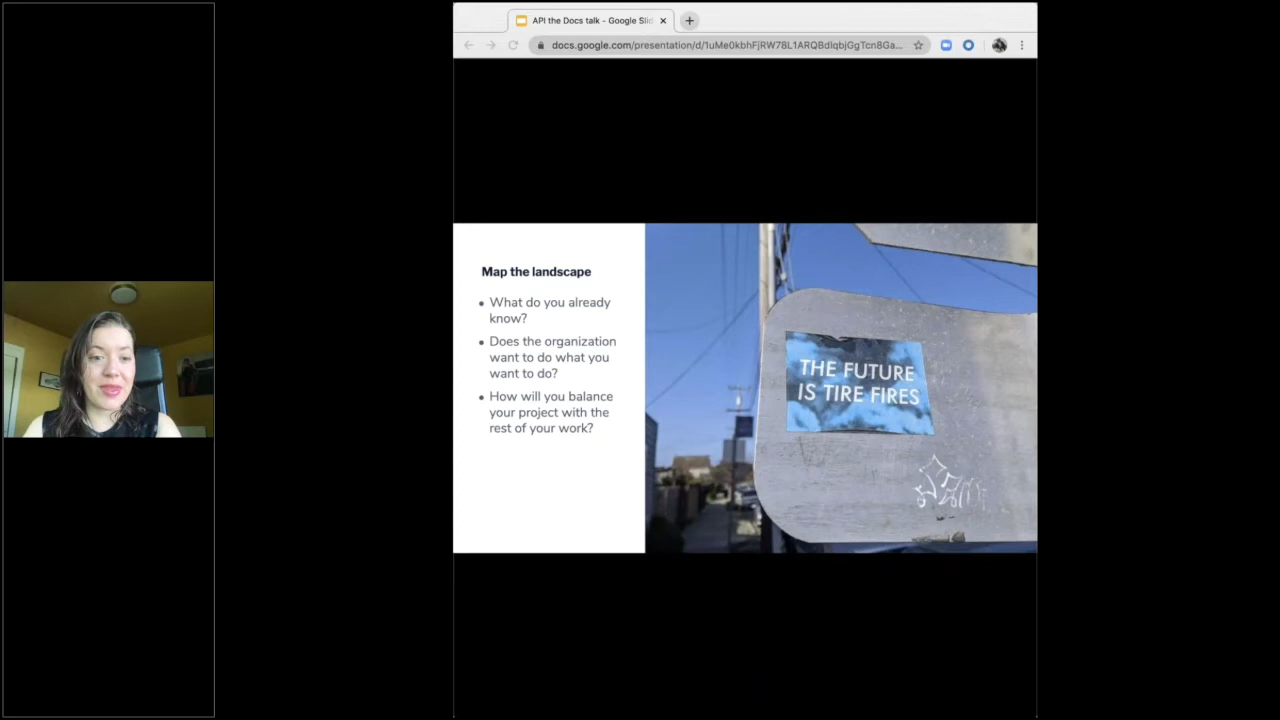 API the Docs talk - Google Slid
docs.google.com/presentation/d/1uMe0kbhFjRW78L1ARQBdlqbjGgTcn8Ga...
Map the landscape
• What do you already
know?
• Does the organization
want to do what you
want to do?
• How will you balance
your project with the
rest of your work?
THE FUTURE
IS TIRE FIRES